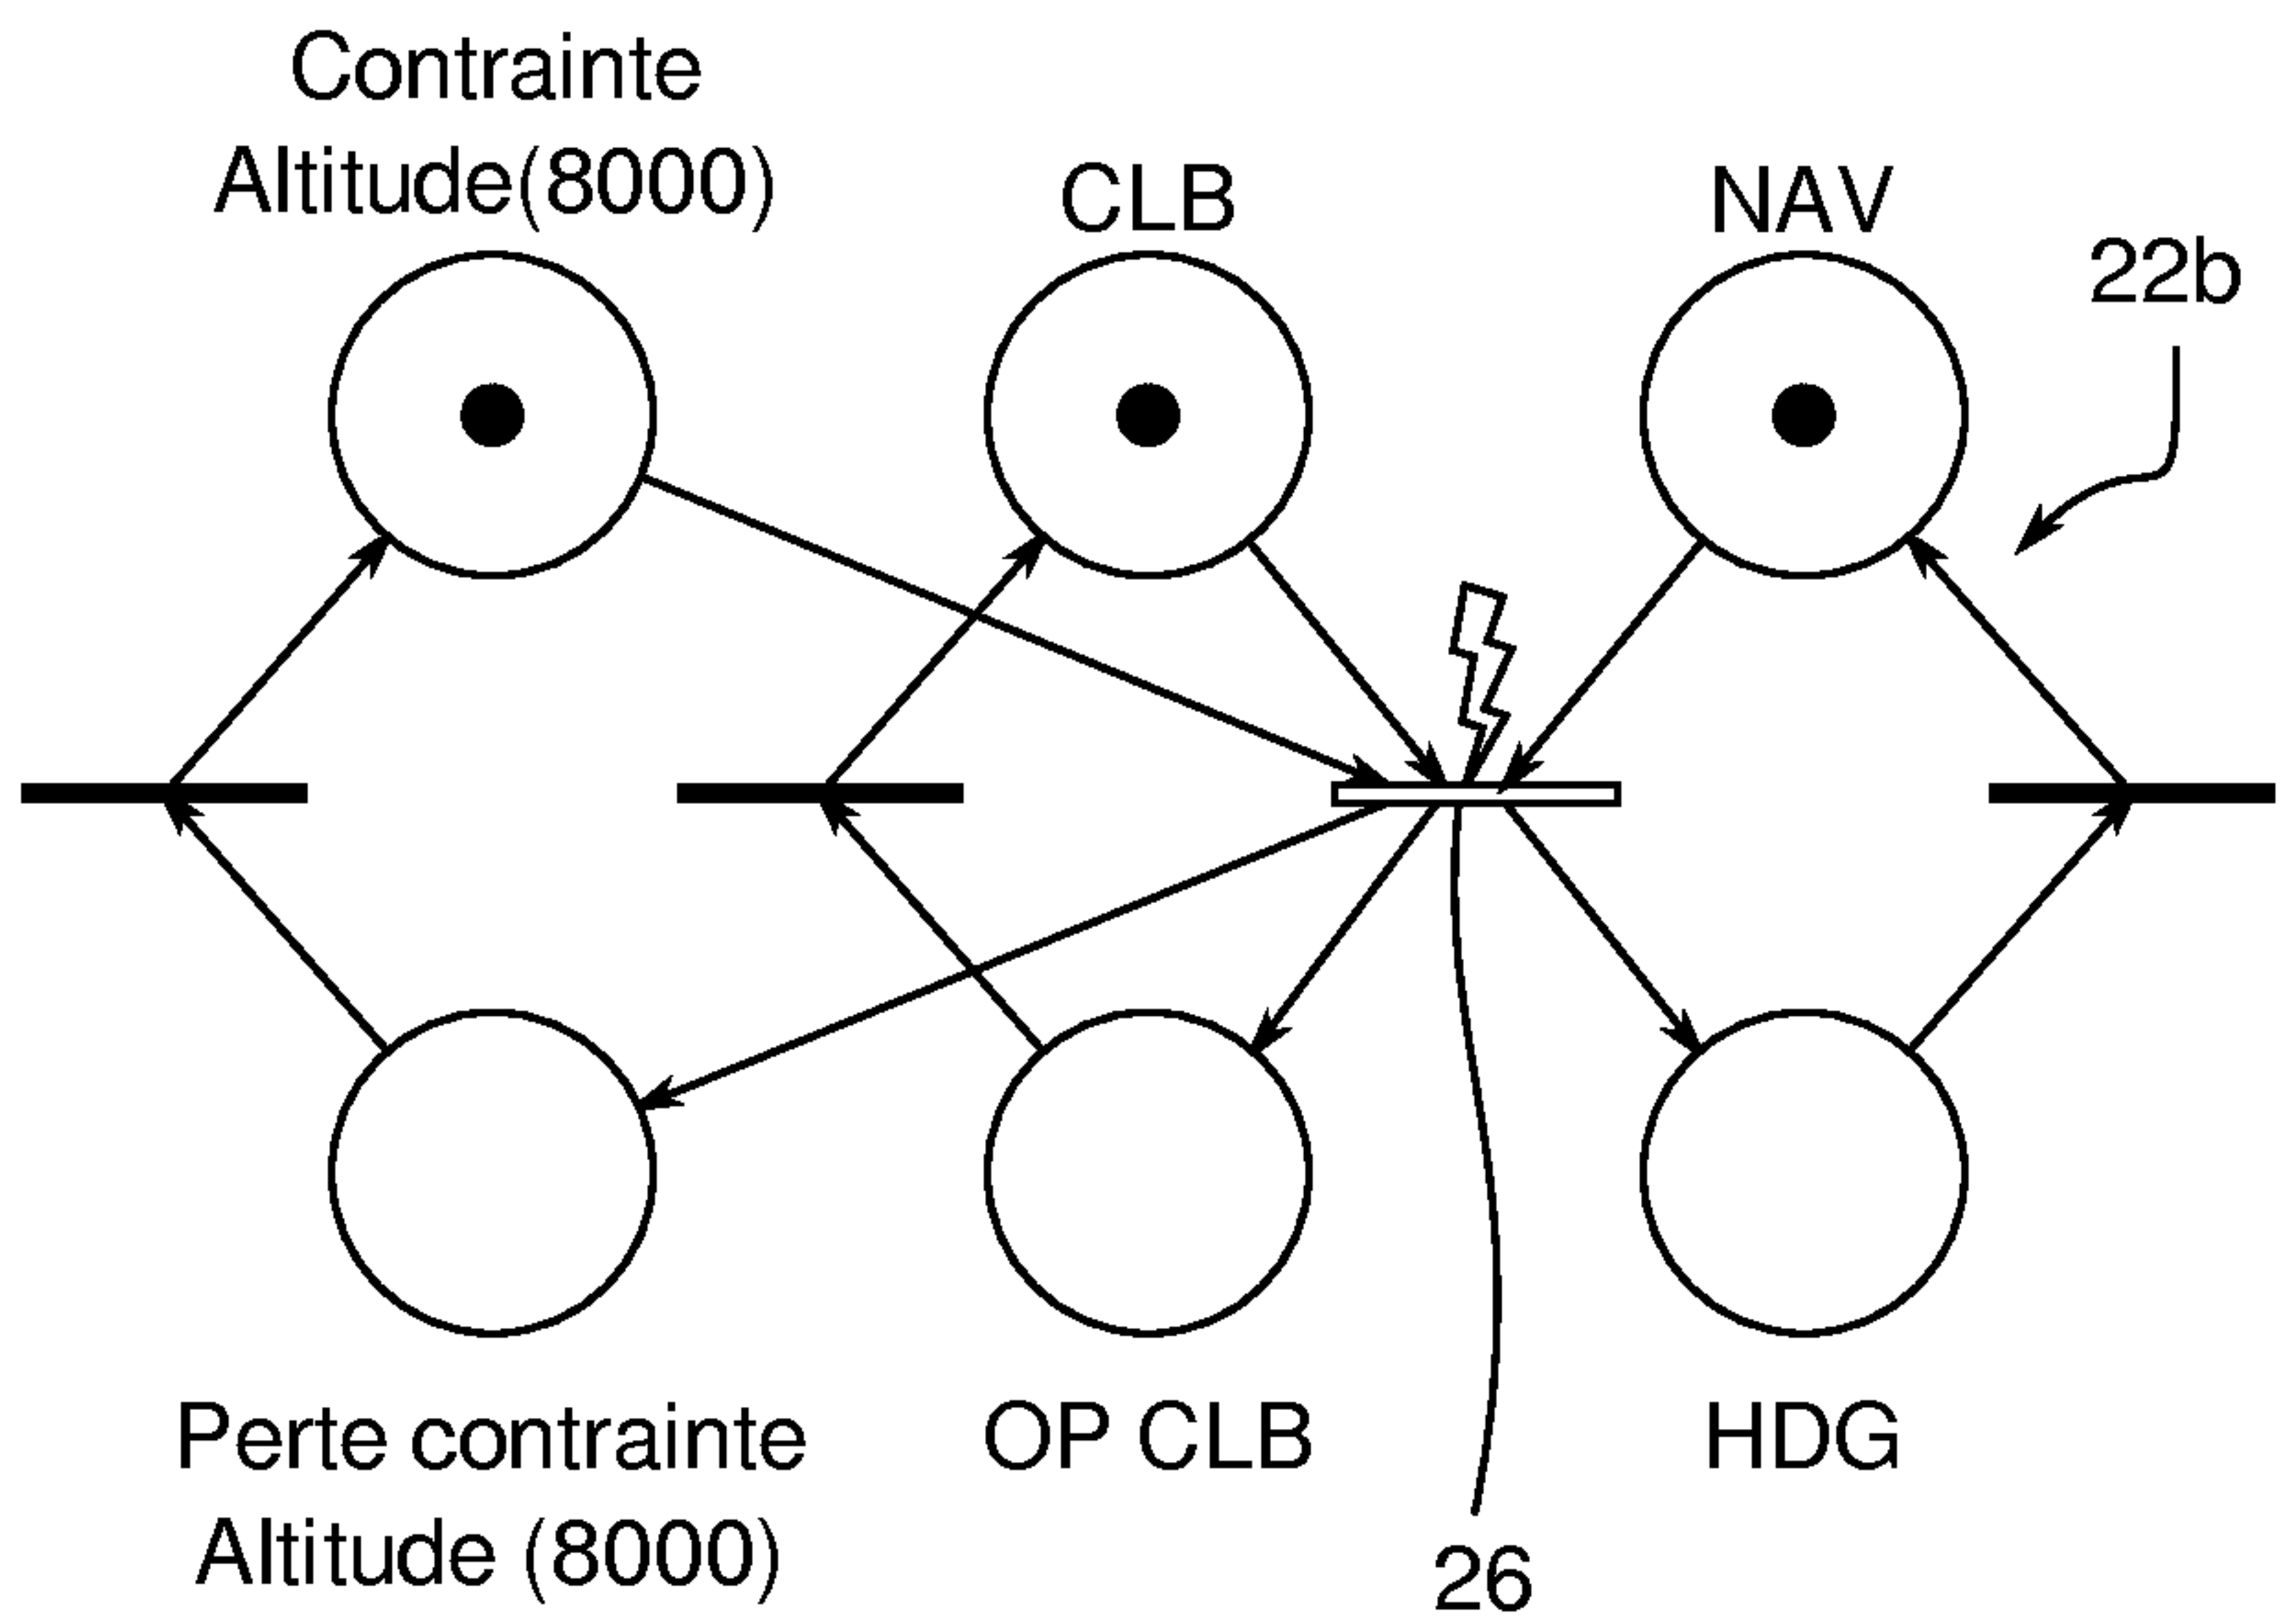 Contrainte
Altitude(8000)
CLB
NAV
22b
Perte contrainte
Altitude (8000)
OP CLB
HDG
26